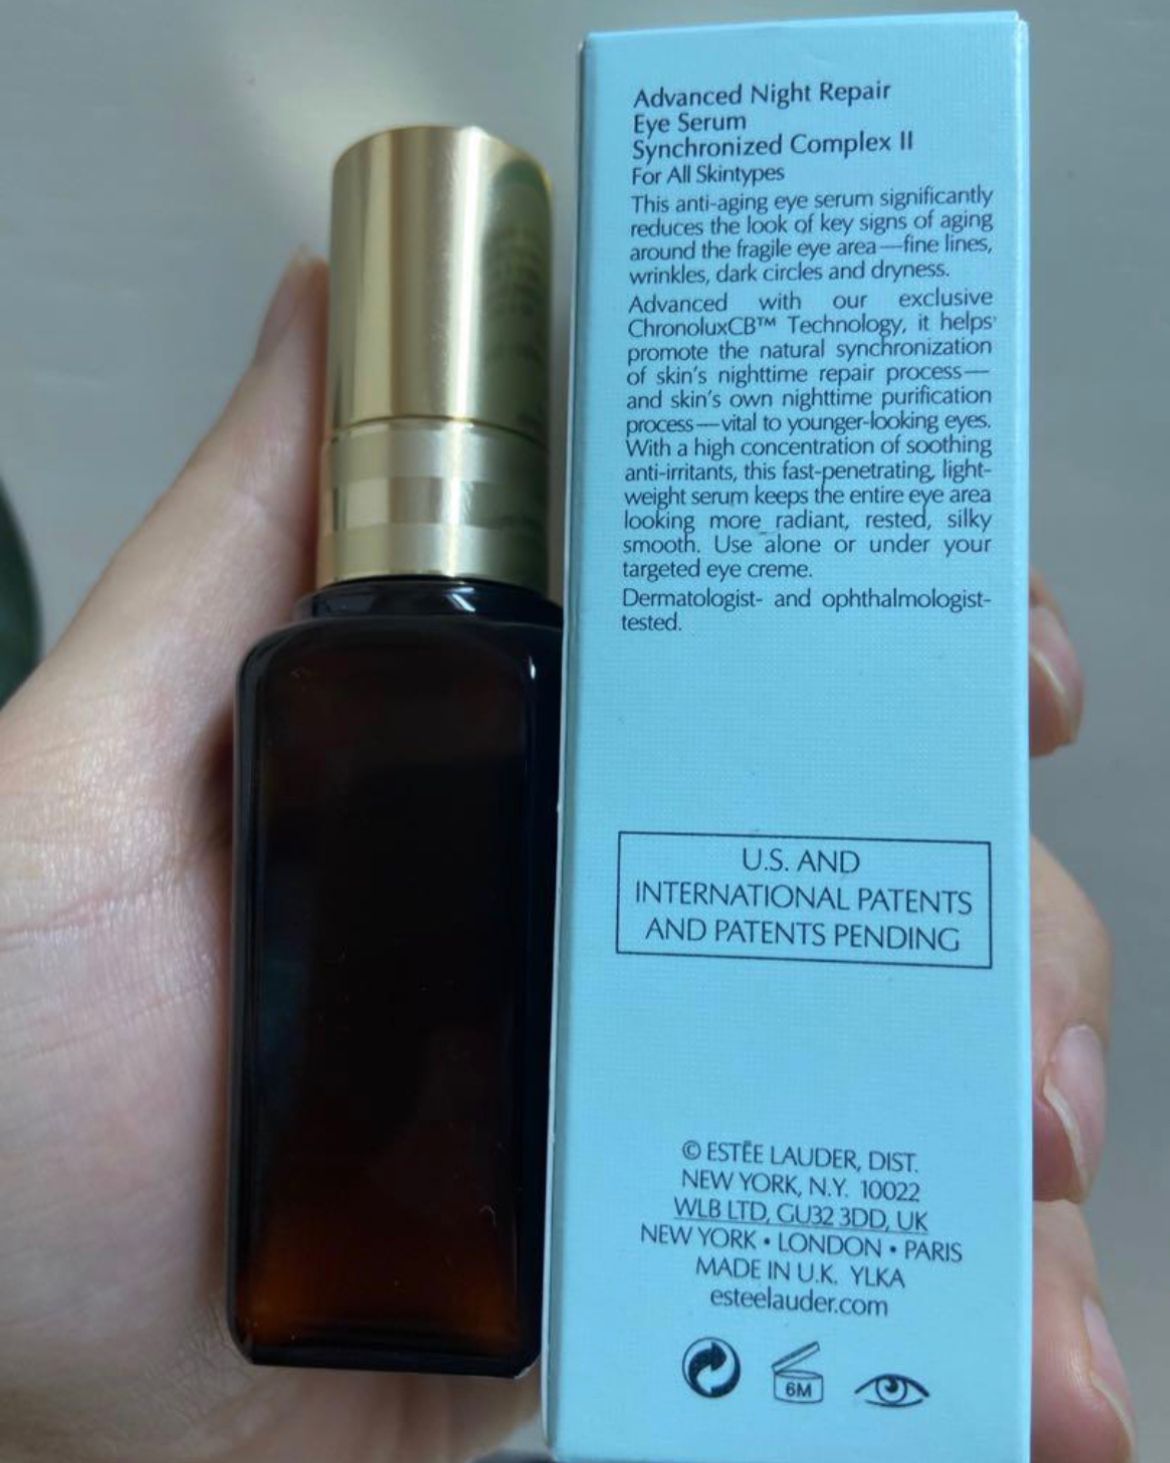 Advanced Night Repair
Eye Serum
Synchronized Complex II
For All Skintypes
This anti-aging eye serum significantly
reduces the look of key signs of aging
around the fragile eye area—fine lines,
wrinkles, dark circles and dryness.
Advanced with our exclusive
ChronoluxCB™ Technology, it helps
promote the natural synchronization
of skin's nighttime repair process—
and skin's own nighttime purification
process—vital to younger-looking eyes.
With a high concentration of soothing
anti-irritants, this fast-penetrating, light-
weight serum keeps the entire eye area
looking more radiant, rested, silky
smooth. Use alone or under your
targeted eye creme.
Dermatologist- and ophthalmologist-
tested.
U.S. AND
INTERNATIONAL PATENTS
AND PATENTS PENDING
© ESTĒE LAUDER, DIST.
NEW YORK, N.Y. 10022
WLB LTD, GU32 3DD, UK
NEW YORK • LONDON • PARIS
MADE IN U.K. YLKA
esteelauder.com
6M